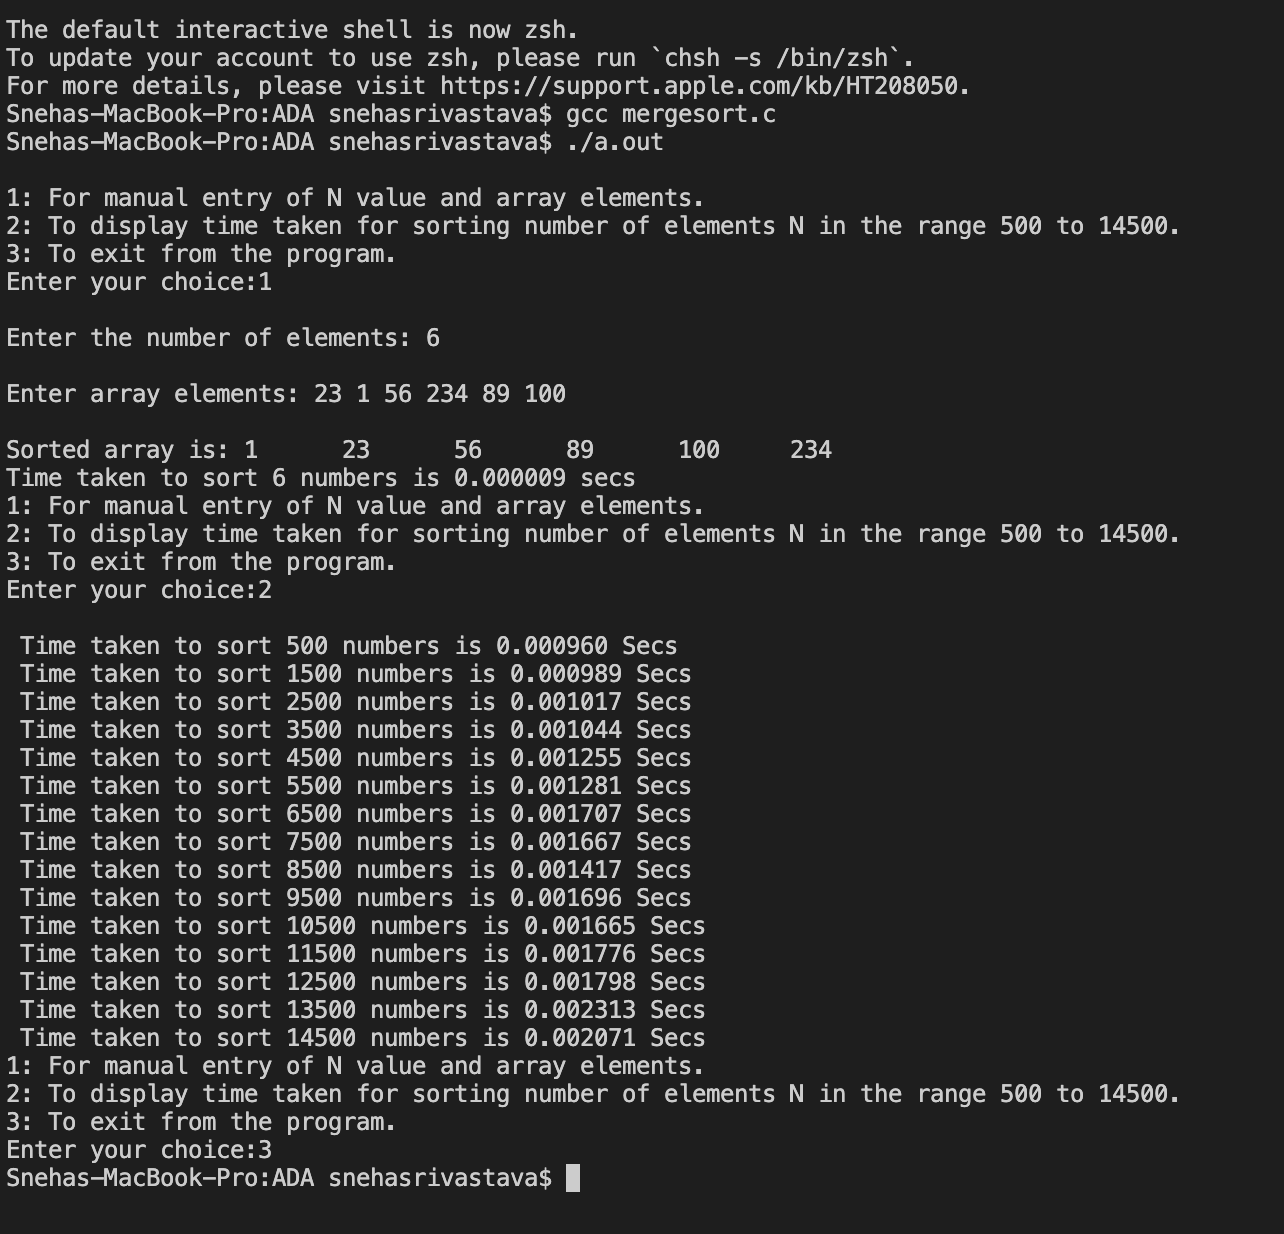 The default interactive shell is now zsh.
To update your account to use zsh, please run `chsh -s /bin/zsh`.
For more details, please visit https://support.apple.com/kb/HT208050.
Snehas-MacBook-Pro:ADA snehasrivastava$ gcc mergesort.c
Snehas-MacBook-Pro:ADA snehasrivastava$ ./a.out
1: For manual entry of N value and array elements.
2: To display time taken for sorting number of elements N in the range 500 to 14500.
3: To exit from the program.
Enter your choice:1
Enter the number of elements: 6
Enter array elements: 23 1 56 234 89 100
Sorted array is: 1      23      56      89      100     234
Time taken to sort 6 numbers is 0.000009 secs
1: For manual entry of N value and array elements.
2: To display time taken for sorting number of elements N in the range 500 to 14500.
3: To exit from the program.
Enter your choice:2
 Time taken to sort 500 numbers is 0.000960 Secs
 Time taken to sort 1500 numbers is 0.000989 Secs
 Time taken to sort 2500 numbers is 0.001017 Secs
 Time taken to sort 3500 numbers is 0.001044 Secs
 Time taken to sort 4500 numbers is 0.001255 Secs
 Time taken to sort 5500 numbers is 0.001281 Secs
 Time taken to sort 6500 numbers is 0.001707 Secs
 Time taken to sort 7500 numbers is 0.001667 Secs
 Time taken to sort 8500 numbers is 0.001417 Secs
 Time taken to sort 9500 numbers is 0.001696 Secs
 Time taken to sort 10500 numbers is 0.001665 Secs
 Time taken to sort 11500 numbers is 0.001776 Secs
 Time taken to sort 12500 numbers is 0.001798 Secs
 Time taken to sort 13500 numbers is 0.002313 Secs
 Time taken to sort 14500 numbers is 0.002071 Secs
1: For manual entry of N value and array elements.
2: To display time taken for sorting number of elements N in the range 500 to 14500.
3: To exit from the program.
Enter your choice:3
Snehas-MacBook-Pro:ADA snehasrivastava$